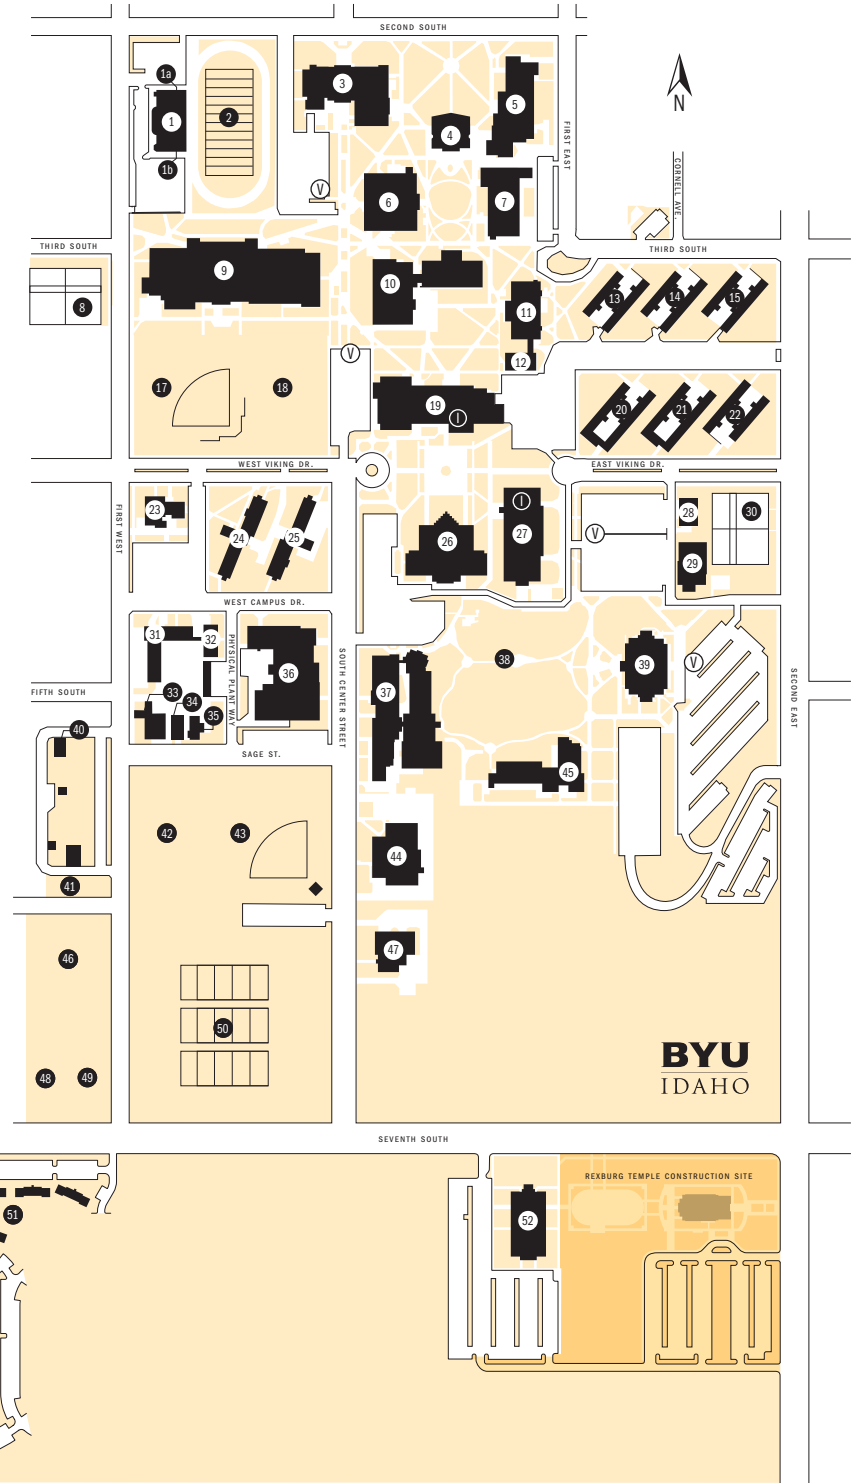 SECOND SOUTH
1a
3
5
1
2
4
FIRST EAST
N
1b
CORNELL AVE.
V
6
7
THIRD SOUTH
THIRD SOUTH
9
10
13
14
15
8
11
V
12
17
18
19
I
20
21
22
WEST VIKING DR.
EAST VIKING DR.
FIRST WEST
23
I
28
30
24
25
26
27
V
29
WEST CAMPUS DR.
31
32
PHYSICAL PLANT WAY
36
SOUTH CENTER STREET
38
39
V
SECOND EAST
FIFTH SOUTH
33
34
35
37
40
SAGE ST.
45
42
43
44
41
46
47
50
48
49
BYU
IDAHO
SEVENTH SOUTH
REXBURG TEMPLE CONSTRUCTION SITE
51
52